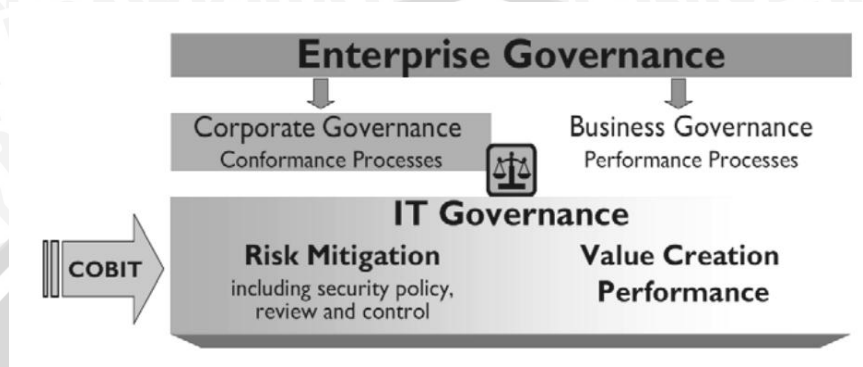 Enterprise Governance
Corporate Governance
Conformance Processes
Business Governance
Performance Processes
IT Governance
COBIT
Risk Mitigation
including security policy,
review and control
Value Creation
Performance